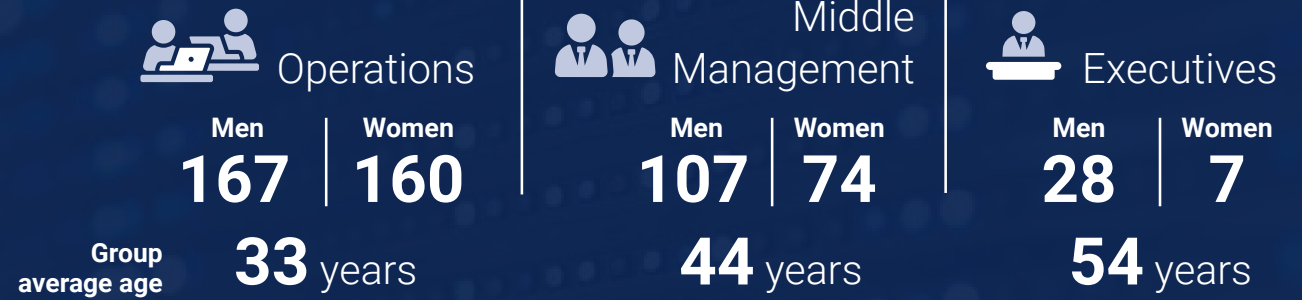 Operations
Men
Women
167
160
Middle
Management
Men
Women
107
74
Executives
Men
Women
28
7
Group
average age
33 years
44 years
54 years